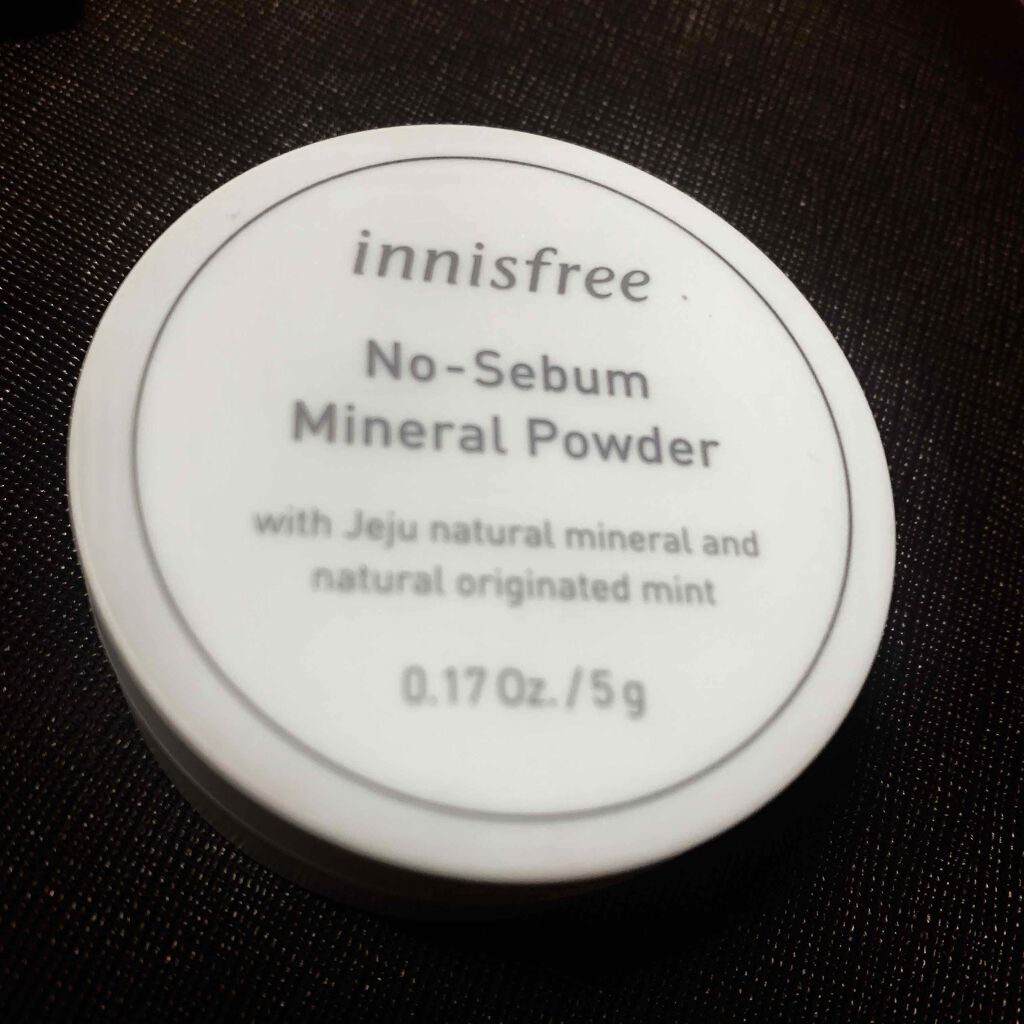 innisfree
No-Sebum
Mineral Powder
with Jeju natural mineral and
natural originated mint
0.17 Oz. / 5 g